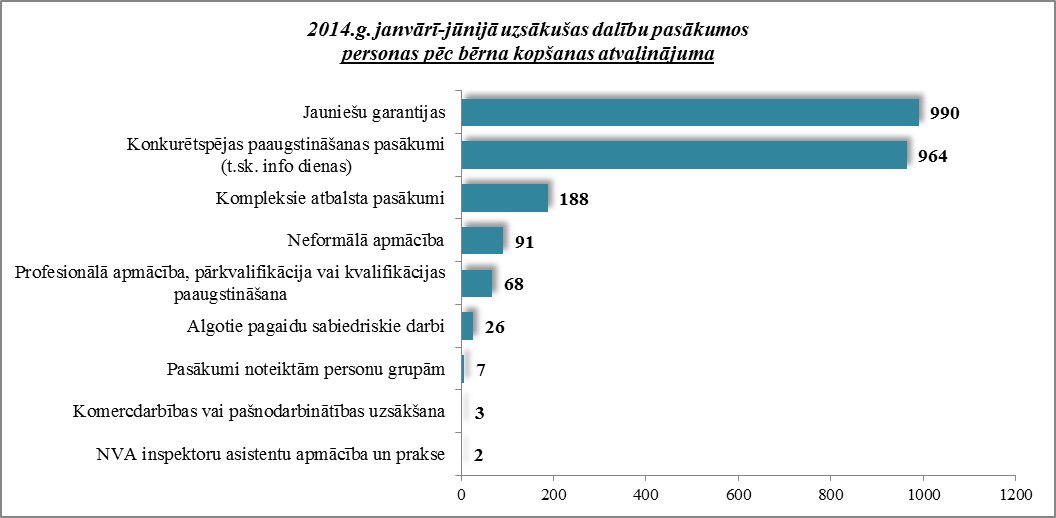 2014.g. janvārī-jūnijā uzsākušas dalību pasākumos
personas pēc bērna kopšanas atvaļinājuma
Jauniešu garantijas 990
Konkurētspējas paaugstināšanas pasākumi
(t.sk. info dienas) 964
Kompleksie atbalsta pasākumi 188
Neformālā apmācība 91
Profesionālā apmācība, pārkvalifikācija vai kvalifikācijas
paaugstināšana 68
Algotie pagaidu sabiedriskie darbi 26
Pasākumi noteiktām personu grupām 7
Komercdarbības vai pašnodarbinātības uzsākšana 3
NVA inspektoru asistentu apmācība un prakse 2
0 200 400 600 800 1000 1200